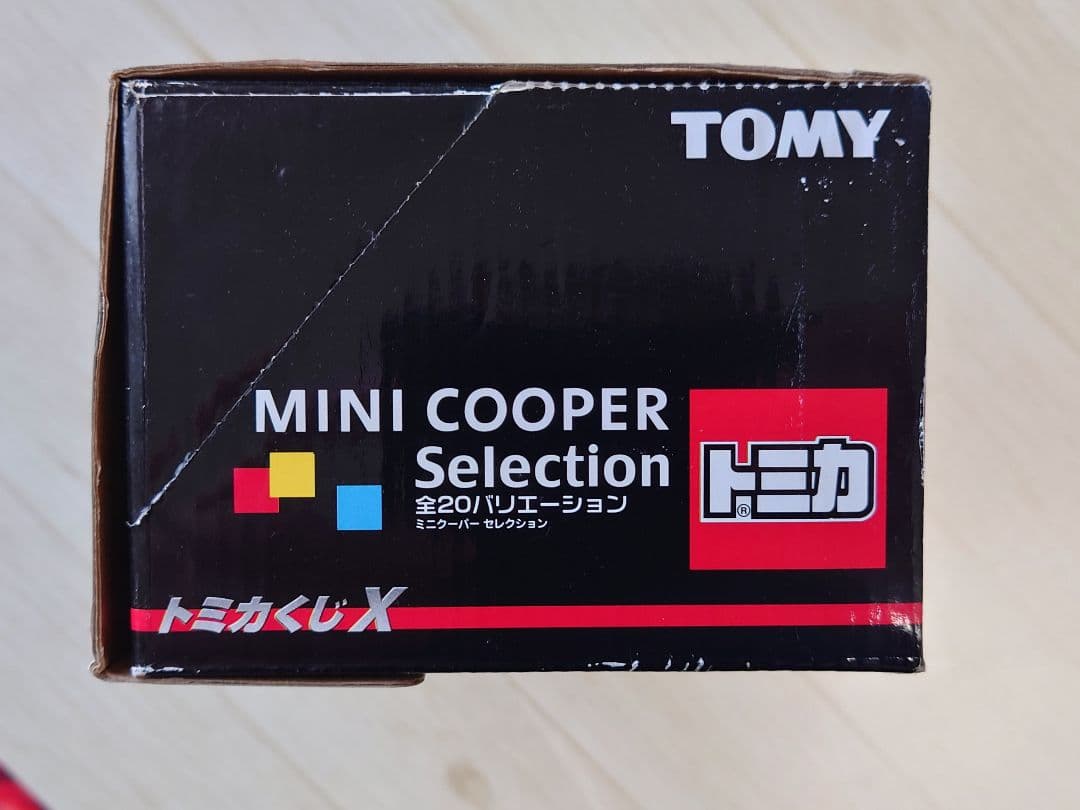 TOMY
MINI COOPER
Selection
全20バリエーション
ミニクーパー セレクション
トミカ
®
トミカくじX